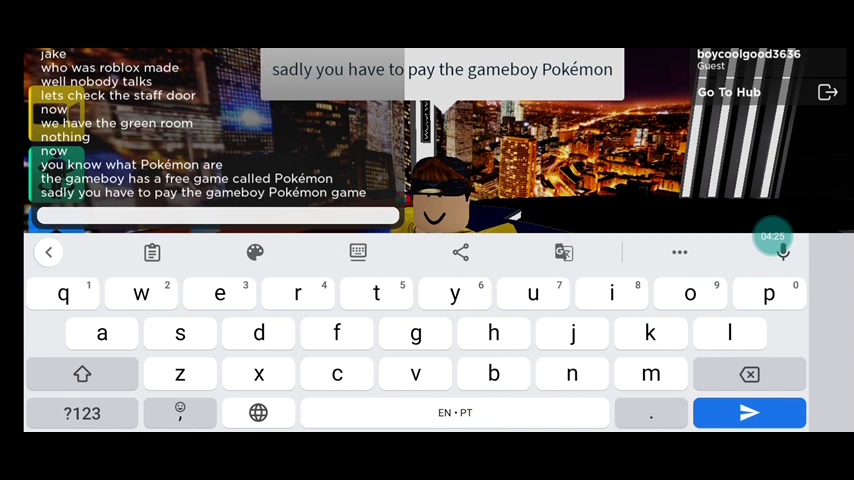 jake
who was roblox made
well nobody talks
lets check the staff door
now
we have the green room
nothing
now
you know what Pokémon are
the gameboy has a free game called Pokémon
sadly you have to pay the gameboy Pokémon game
sadly you have to pay the gameboy Pokémon
boycoolgood3636
Guest
Go To Hub
04:25
q 1 w 2 e 3 r 4 t 5 y 6 u 7 i 8 o 9 p 0
a s d f g h j k l
z x c v b n m
?123 , EN • PT .